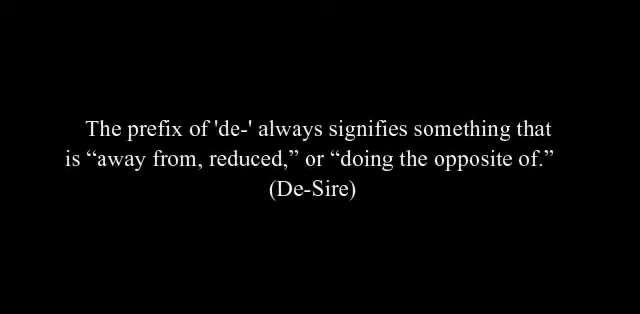 The prefix of 'de-' always signifies something that
is “away from, reduced,” or “doing the opposite of.”
(De-Sire)